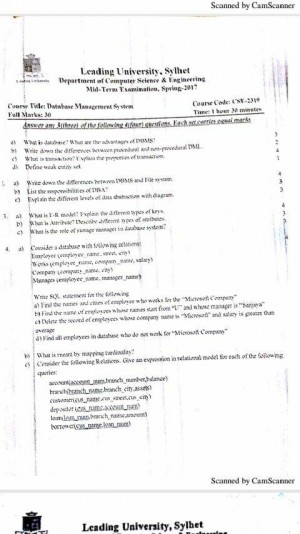 Scanned by CamScanner
Leading University, Sylhet
Department of Computer Science & Engineering
Mid-Term Examination, Spring-2017
Course Title: Database Management System
Course Code: CSE-2319
Full Marks: 30
Time: 1 hour 30 minutes
Answer any 3(three) of the following 4(four) questions. Each set carries equal marks
a) What is database? What are the advantages of DBMS? 3
b) Write down the differences between procedural and non-procedural DML. 2
c) What is transaction? Explain the properties of transaction. 4
d) Define weak entity set. 1
a) Write down the differences between DBMS and File system. 4
b) List the responsibilities of DBA? 3
c) Explain the different levels of data abstraction with diagram. 3
3. a) What is E-R model? Explain different types of keys. 4
b) What is Attribute? Describe different types of attributes. 3
c) What is the role of storage manager in database system? 3
4. a) Consider a database with following relations: 4
Employee (employee_name, street, city)
Works (employee_name, company_name, salary)
Company (company_name, city)
Manages (employee_name, manager_name)
Write SQL statement for the following
a) Find the names and cities of employee who works for the "Microsoft Company"
b) Find the name of employees whose names start from "U" and whose manager is "Sanjaya"
c) Delete the record of employees whose company name is "Microsoft" and salary is greater than
average
d) Find all employees in database who do not work for "Microsoft Company"
b) What is meant by mapping cardinality?
c) Consider the following Relations. Give an expression in relational model for each of the following
queries:
account(account_num,branch_number,balance)
branch(branch_name,branch_city,assets)
customer(cus_name,cus_street,cus_city)
depositor (cus_name,account_num)
loan(loan_num,branch_name,amount)
borrower(cus_name,loan_num)
Scanned by CamScanner
Leading University, Sylhet